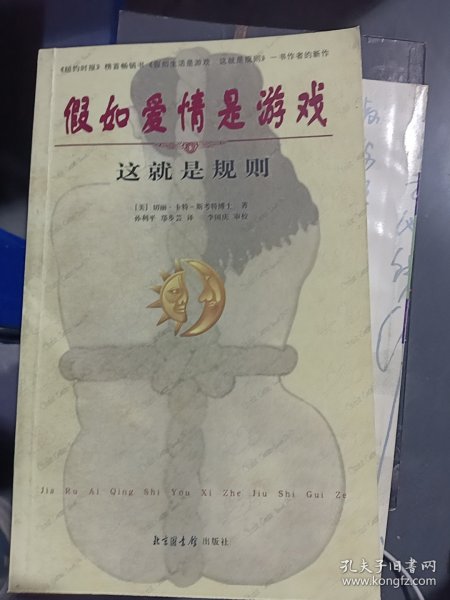 《纽约时报》榜首畅销书《假如生活是游戏 这就是规则》一书作者的新作
假如爱情是游戏
这就是规则
［美］切丽·卡特-斯考特博士 著
孙利平 邹步芸 译 李国庆 审校
Jia Ru Ai Qing Shi You Xi Zhe Jiu Shi Gui Ze
北京图书馆出版社
孔夫子旧书网
www.kongfz.com